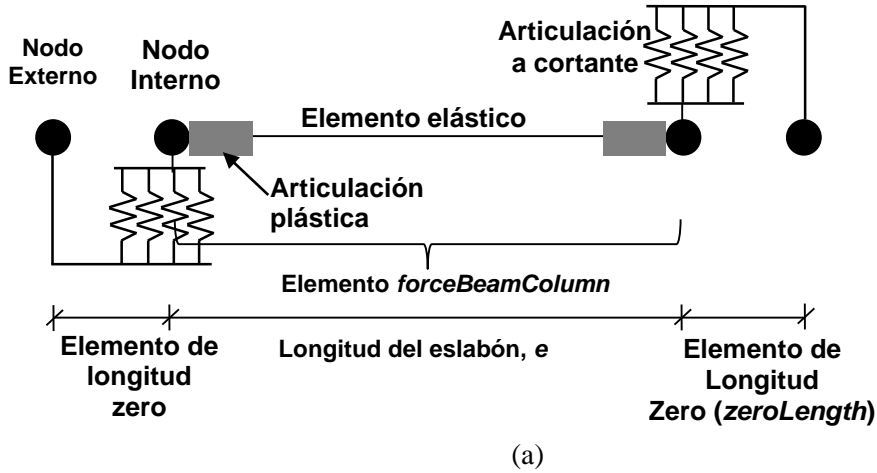 Nodo
Externo
Nodo
Interno
Articulación
a cortante
Elemento elástico
Articulación
plástica
Elemento forceBeamColumn
Elemento de
longitud
zero
Longitud del eslabón, e
Elemento de
Longitud
Zero (zeroLength)
(a)